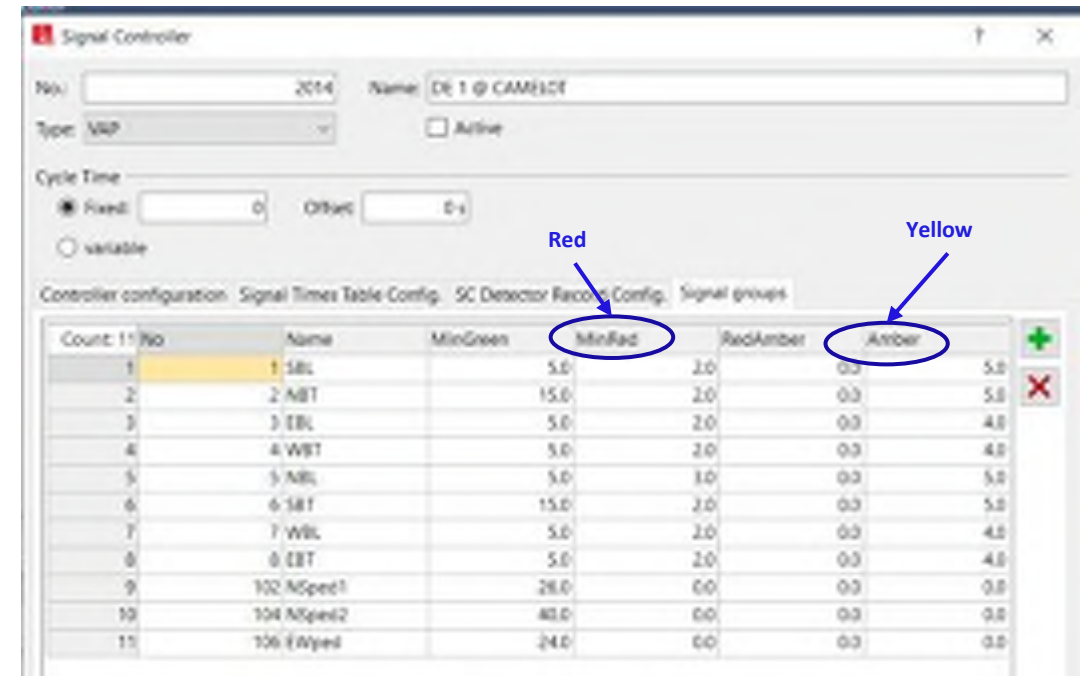 Signal Controller ? ×
No.: 2014 Name: DE 1 @ CAMELOT
Type: VAP Active
Cycle Time
Fixed: 0 Offset: 0 s
variable
Red
Yellow
Controller configuration Signal Times Table Config. SC Detector Record Config. Signal groups
Count: 11 No Name MinGreen MinRed RedAmber Amber
1 1 SBL 5.0 2.0 0.0 5.0
2 2 NBT 15.0 2.0 0.0 5.0
3 3 EBL 5.0 2.0 0.0 4.0
4 4 WBT 5.0 2.0 0.0 4.0
5 5 NBL 5.0 3.0 0.0 5.0
6 6 SBT 15.0 2.0 0.0 5.0
7 7 WBL 5.0 2.0 0.0 4.0
8 8 EBT 5.0 2.0 0.0 4.0
9 102 NSped1 0.0 0.0 0.0
10 104 NSped2 40.0 0.0 0.0 0.0
11 106 EWped 24.0 0.0 0.0 0.0